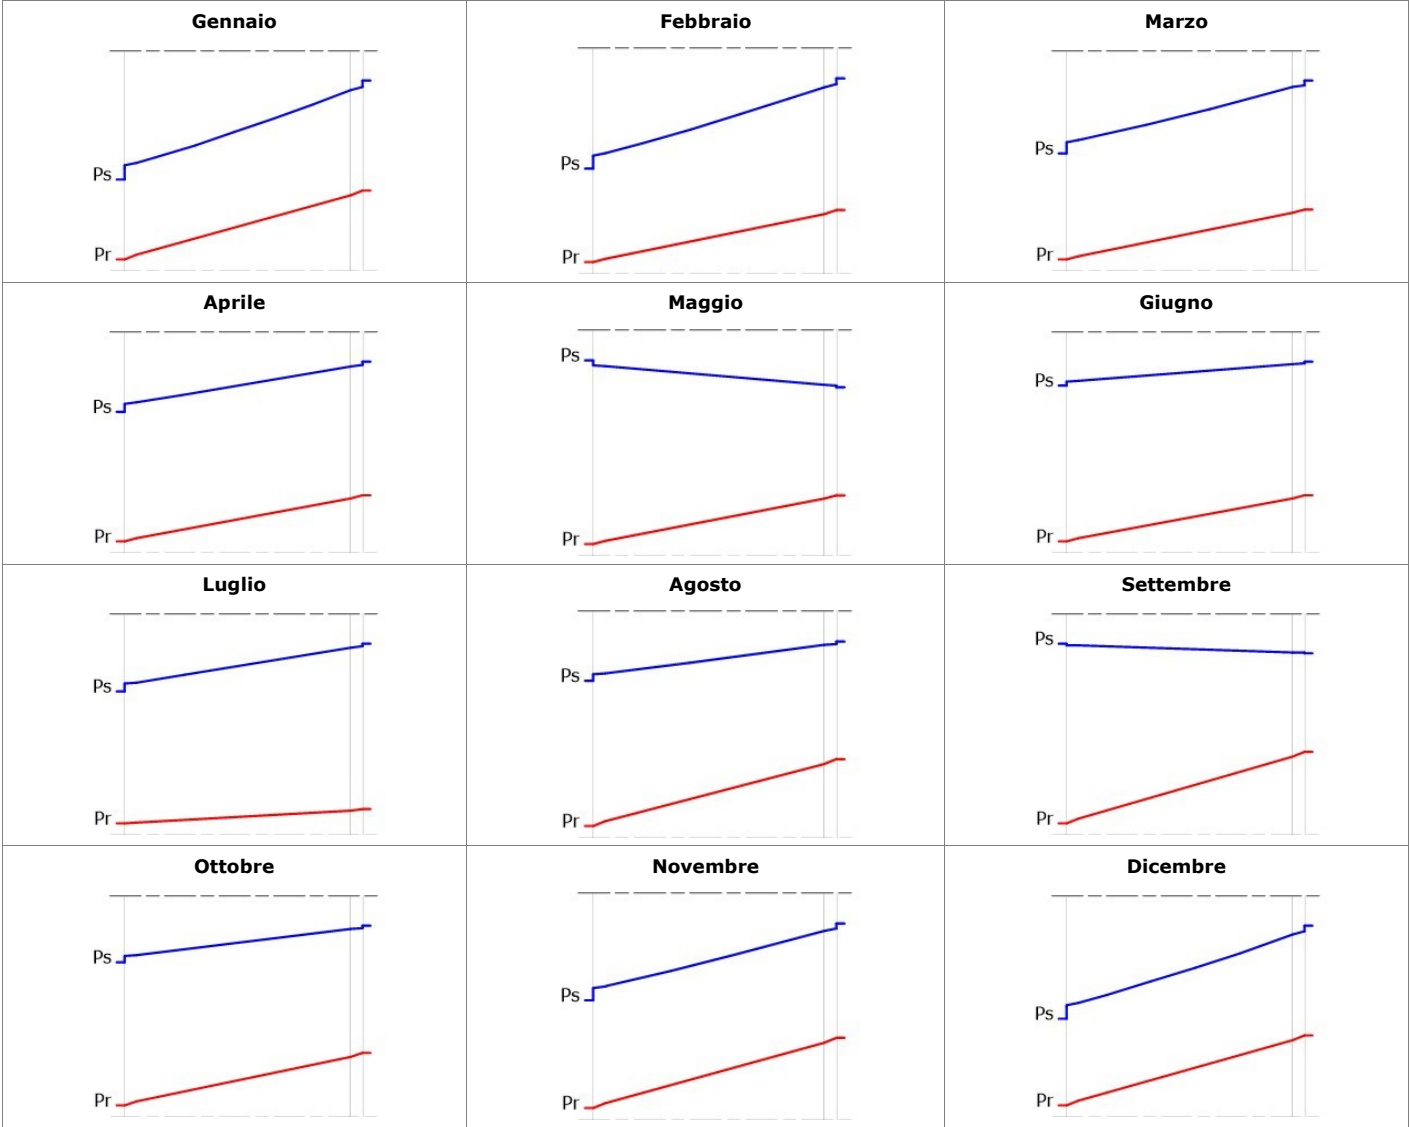 Gennaio
Febbraio
Marzo
Ps
Pr
Ps
Pr
Ps
Pr
Aprile
Maggio
Giugno
Ps
Pr
Ps
Pr
Ps
Pr
Luglio
Agosto
Settembre
Ps
Pr
Ps
Pr
Ps
Pr
Ottobre
Novembre
Dicembre
Ps
Pr
Ps
Pr
Ps
Pr